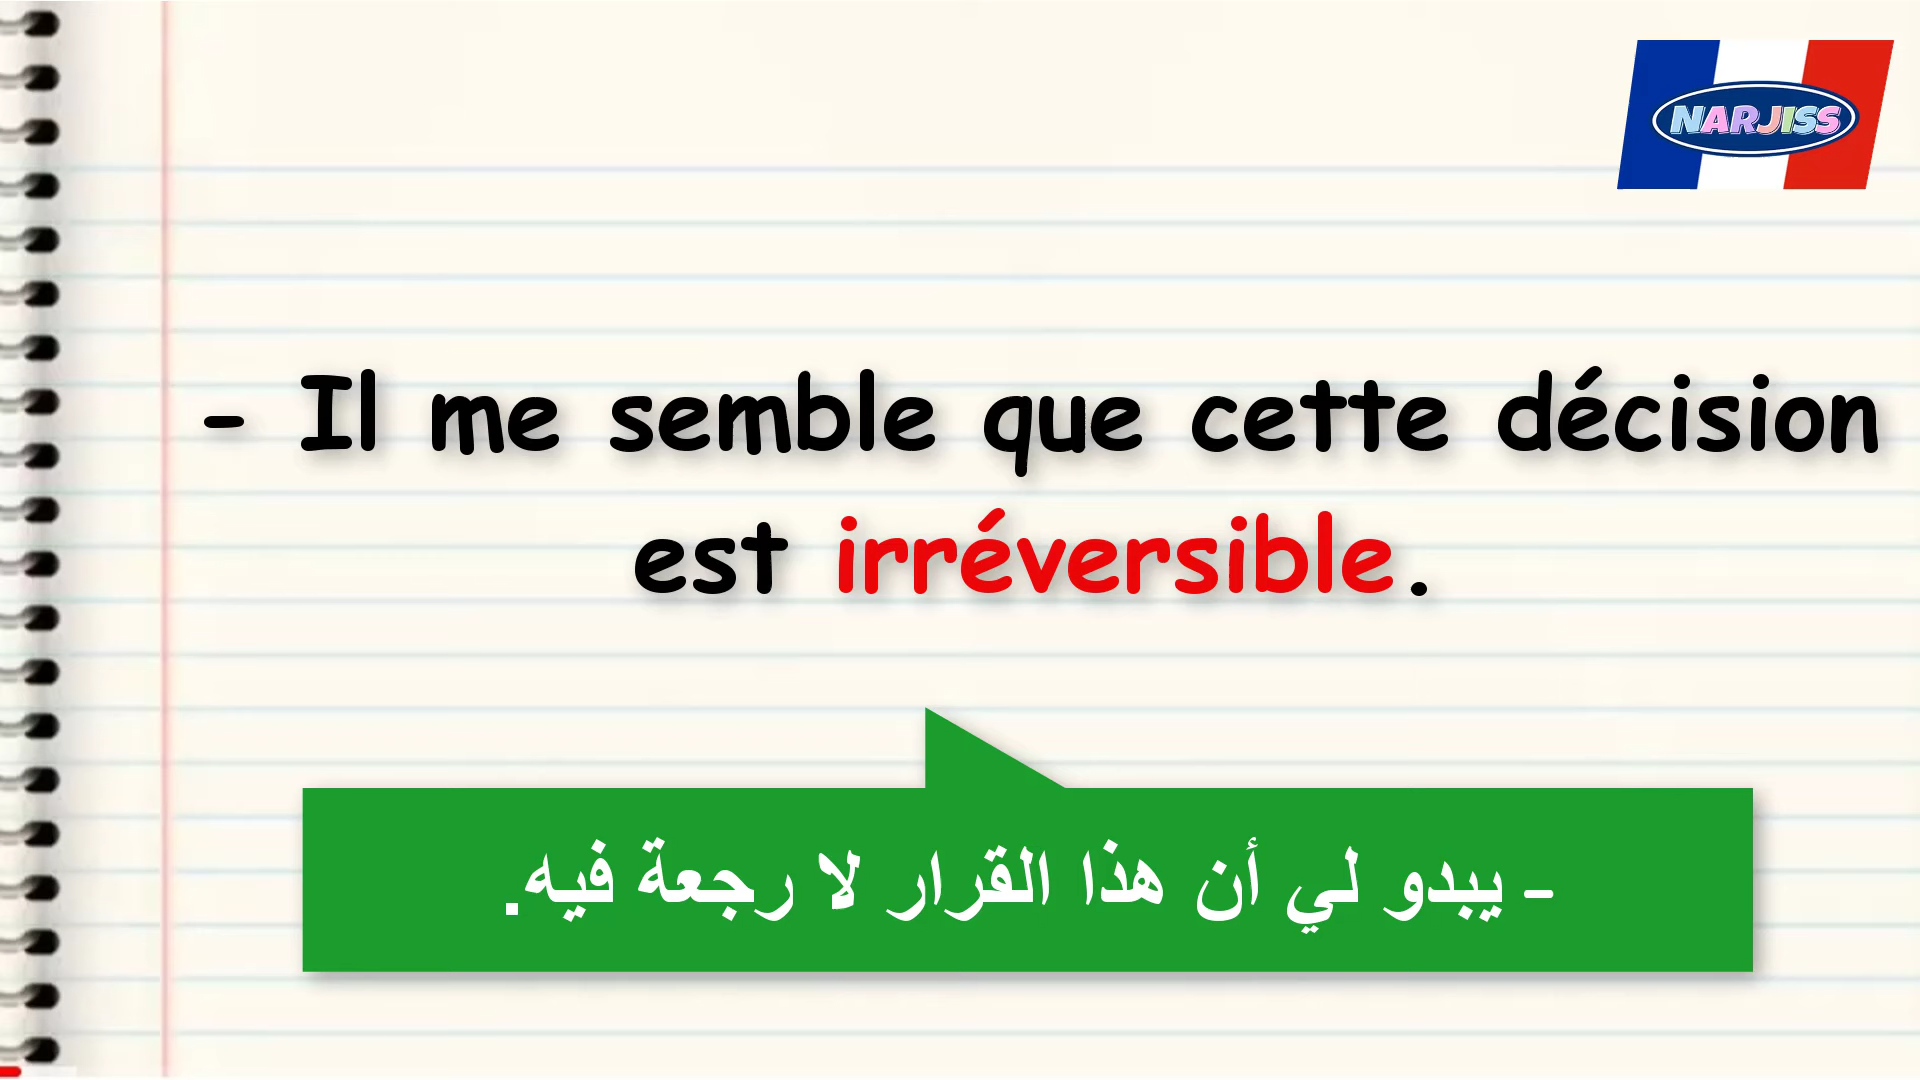 NARJISS
- Il me semble que cette décision
est irréversible.
- يبدو لي أن هذا القرار لا رجعة فيه.